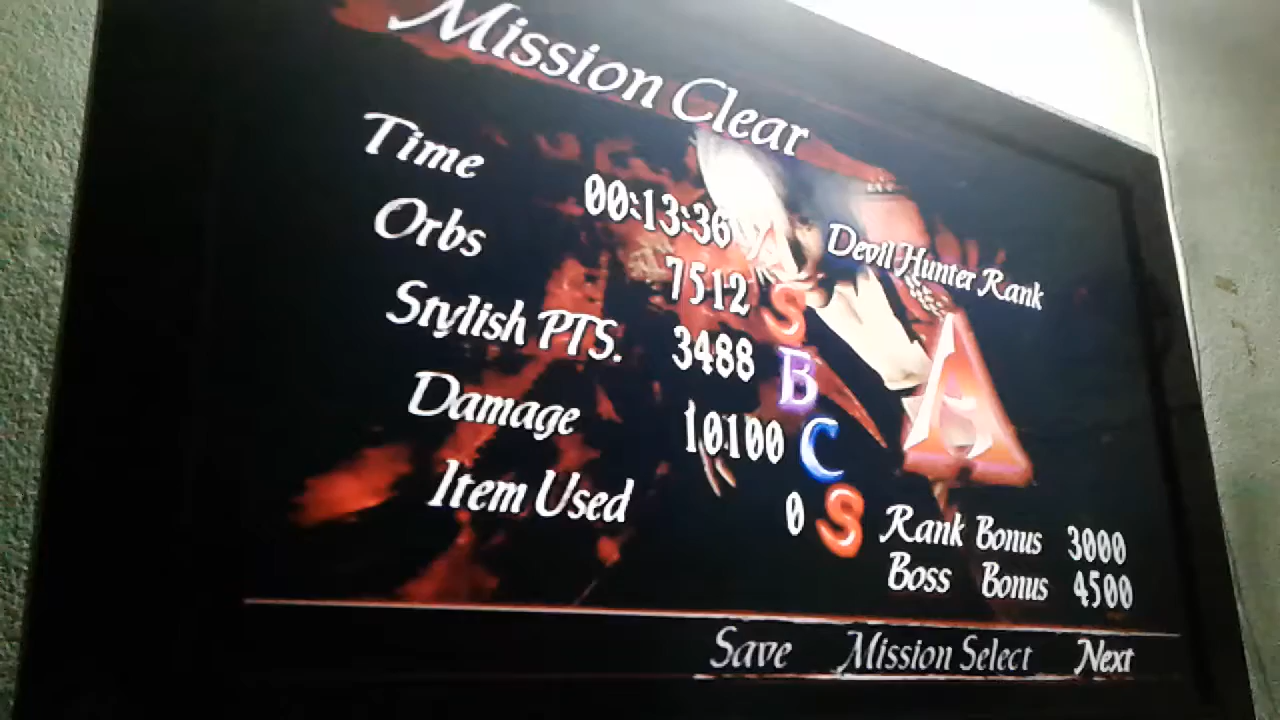 Mission Clear
Time 00:13:36
Devil Hunter Rank
Orbs 7512 S
Stylish PTS. 3488 B
A
Damage 10100 C
Item Used 0 S
Rank Bonus 3000
Boss Bonus 4500
Save Mission Select Next